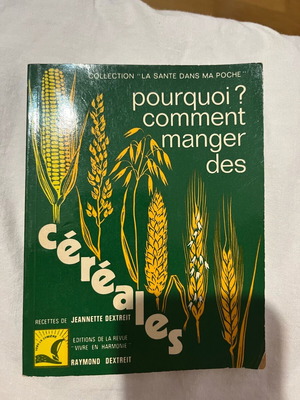 COLLECTION "LA SANTE DANS MA POCHE"
pourquoi?
comment
manger
des
céréales
RECETTES DE JEANNETTE DEXTREIT
EDITIONS DE LA REVUE
"VIVRE EN HARMONIE"
RAYMOND DEXTREIT